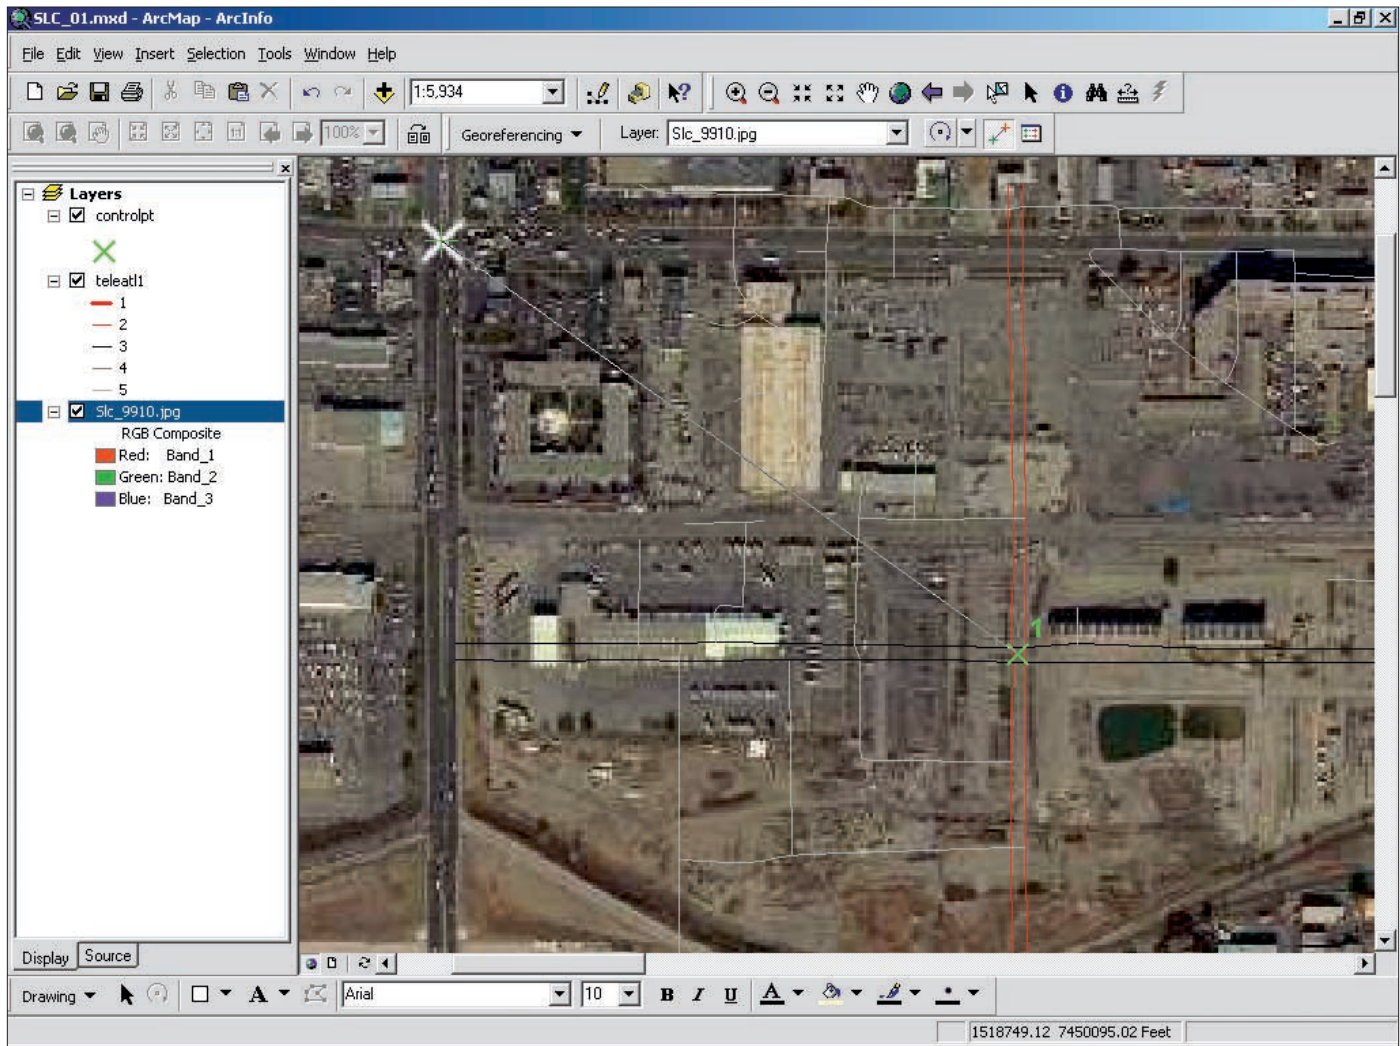 SLC_01.mxd - ArcMap - ArcInfo
File Edit View Insert Selection Tools Window Help
1:5,934
100%
Georeferencing
Layer: Slc_9910.jpg
Layers
controlpt
teleatl1
1
2
3
4
5
Slc_9910.jpg
RGB Composite
Red: Band_1
Green: Band_2
Blue: Band_3
1
Display Source
Drawing A Arial 10 B I U A
1518749.12 7450095.02 Feet